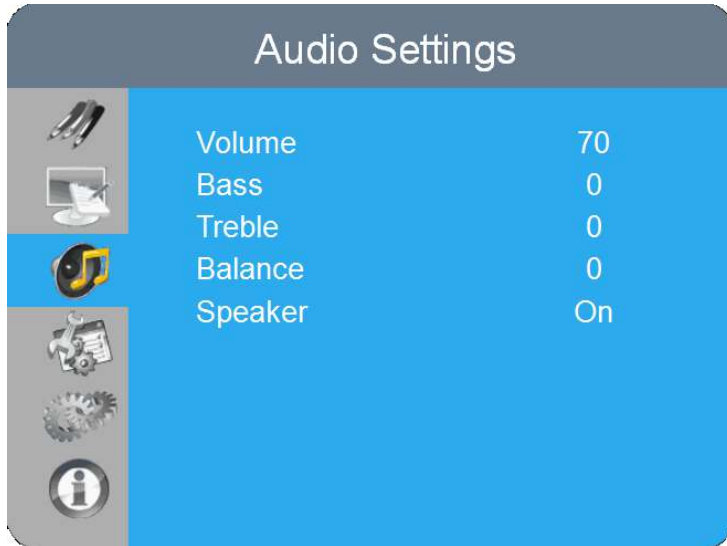 Audio Settings
Volume 70
Bass 0
Treble 0
Balance 0
Speaker On